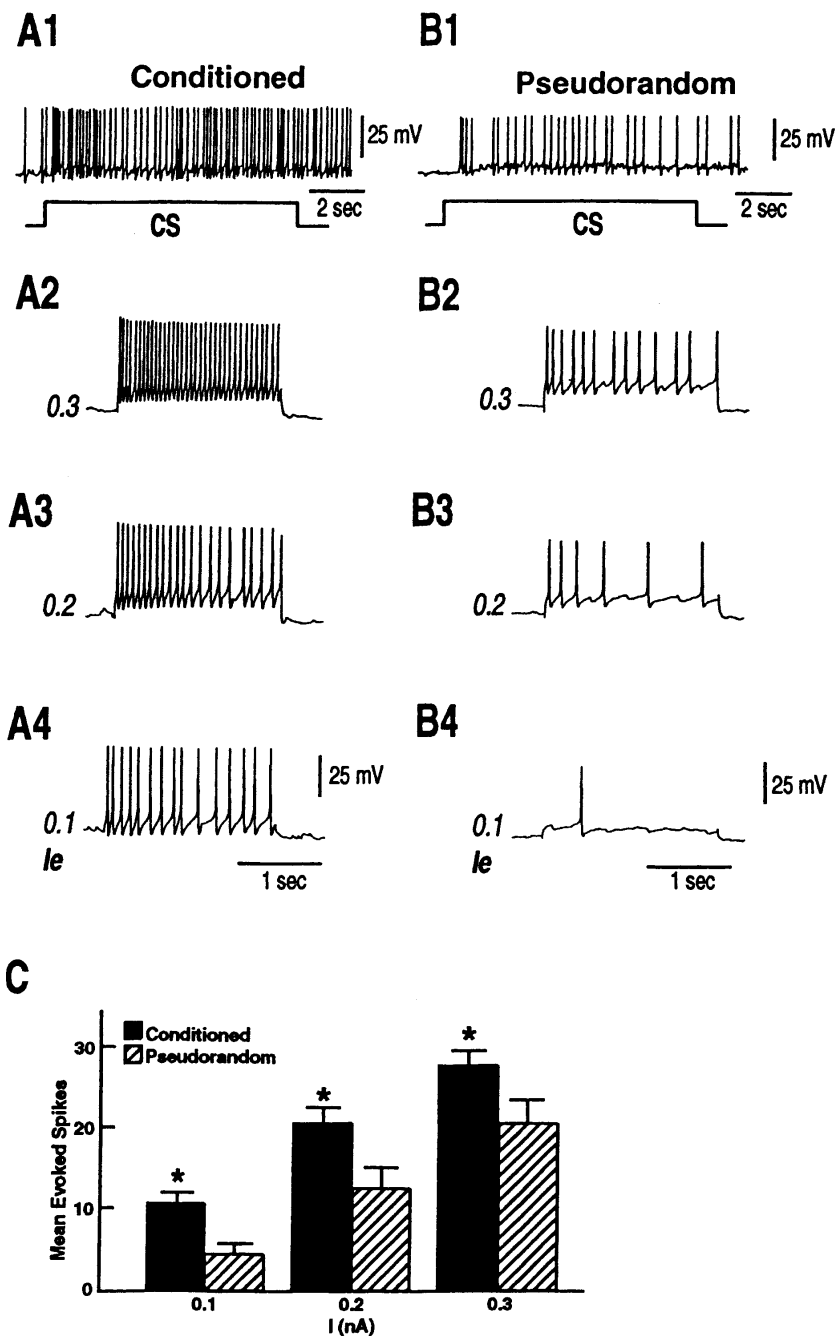 A1
B1
Conditioned
Pseudorandom
25 mV
25 mV
2 sec
2 sec
CS
CS
A2
B2
0.3
0.3
A3
B3
0.2
0.2
A4
B4
25 mV
25 mV
0.1
0.1
Ie
Ie
1 sec
1 sec
C
Conditioned
Pseudorandom
Mean Evoked Spikes
30
20
10
0
*
*
*
0.1
0.2
0.3
I (nA)